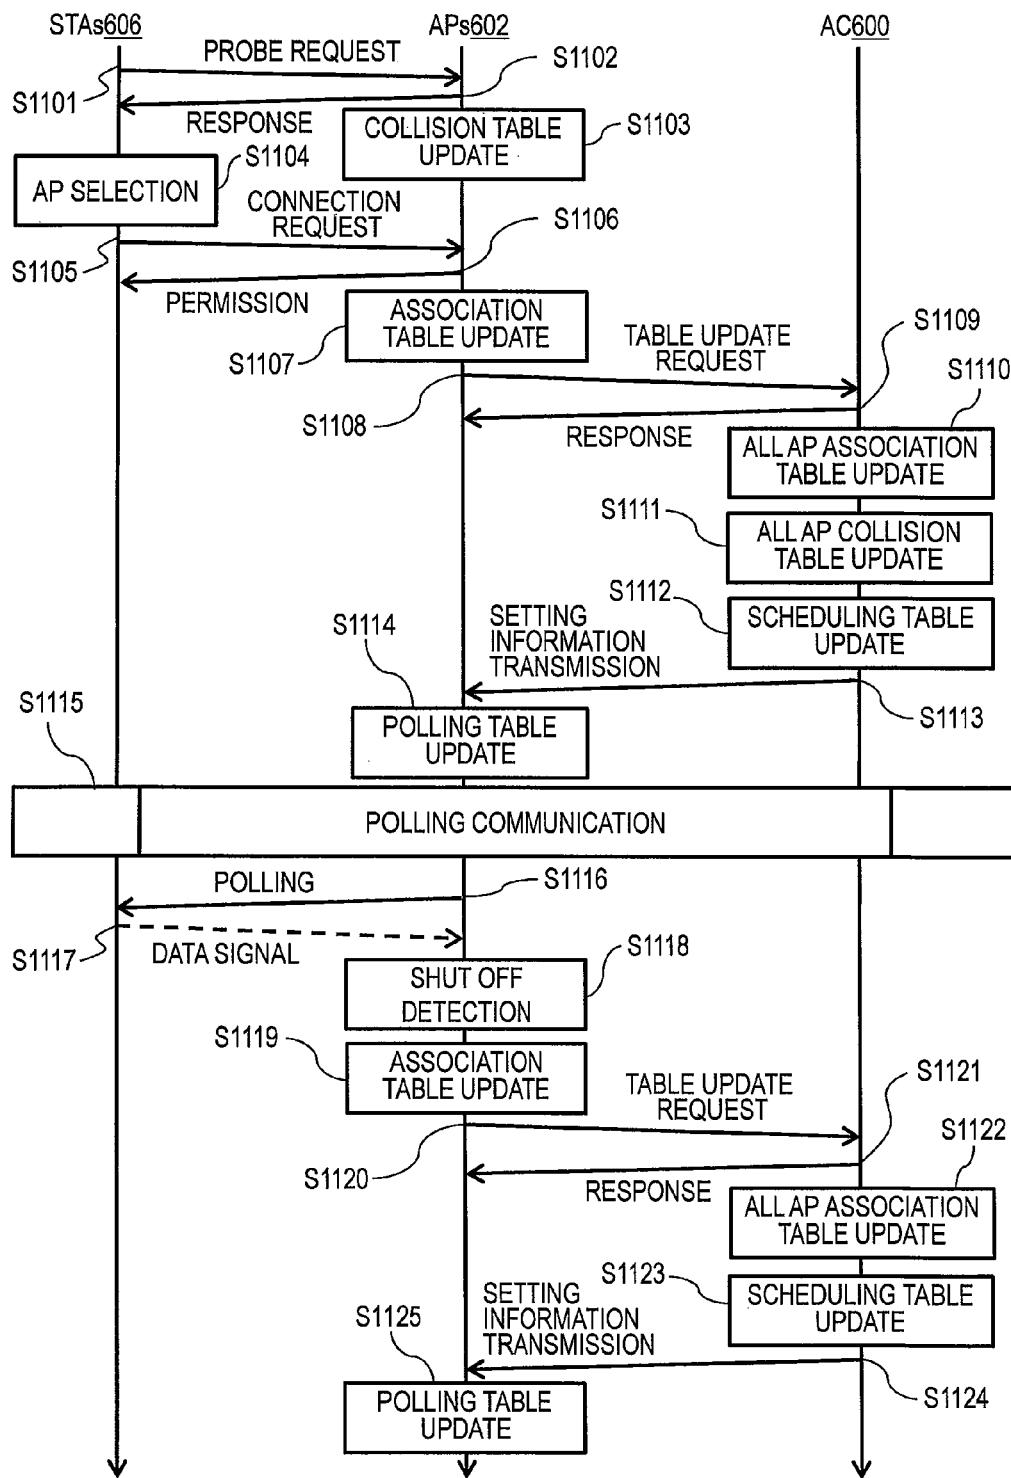 STAs606
APs602
AC600
PROBE REQUEST
S1102
S1101
RESPONSE
COLLISION TABLE
UPDATE
S1103
S1104
AP SELECTION
CONNECTION
REQUEST
S1106
S1105
PERMISSION
ASSOCIATION
TABLE UPDATE
S1107
TABLE UPDATE
REQUEST
S1109
S1110
S1108
RESPONSE
ALL AP ASSOCIATION
TABLE UPDATE
S1111
ALL AP COLLISION
TABLE UPDATE
S1112
SCHEDULING TABLE
UPDATE
SETTING
INFORMATION
TRANSMISSION
S1114
S1113
POLLING TABLE
UPDATE
S1115
POLLING COMMUNICATION
POLLING
S1116
S1117
DATA SIGNAL
S1118
SHUT OFF
DETECTION
S1119
ASSOCIATION
TABLE UPDATE
TABLE UPDATE
REQUEST
S1121
S1122
S1120
RESPONSE
ALL AP ASSOCIATION
TABLE UPDATE
S1123
SCHEDULING TABLE
UPDATE
SETTING
INFORMATION
TRANSMISSION
S1125
S1124
POLLING TABLE
UPDATE